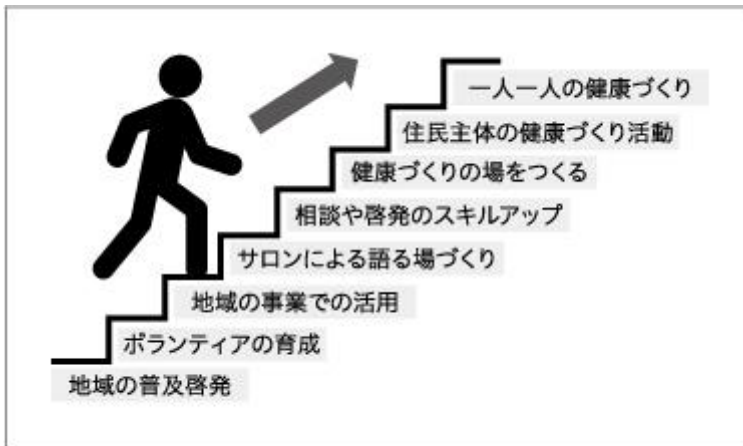 一人一人の健康づくり
住民主体の健康づくり活動
健康づくりの場をつくる
相談や啓発のスキルアップ
サロンによる語る場づくり
地域の事業での活用
ボランティアの育成
地域の普及啓発